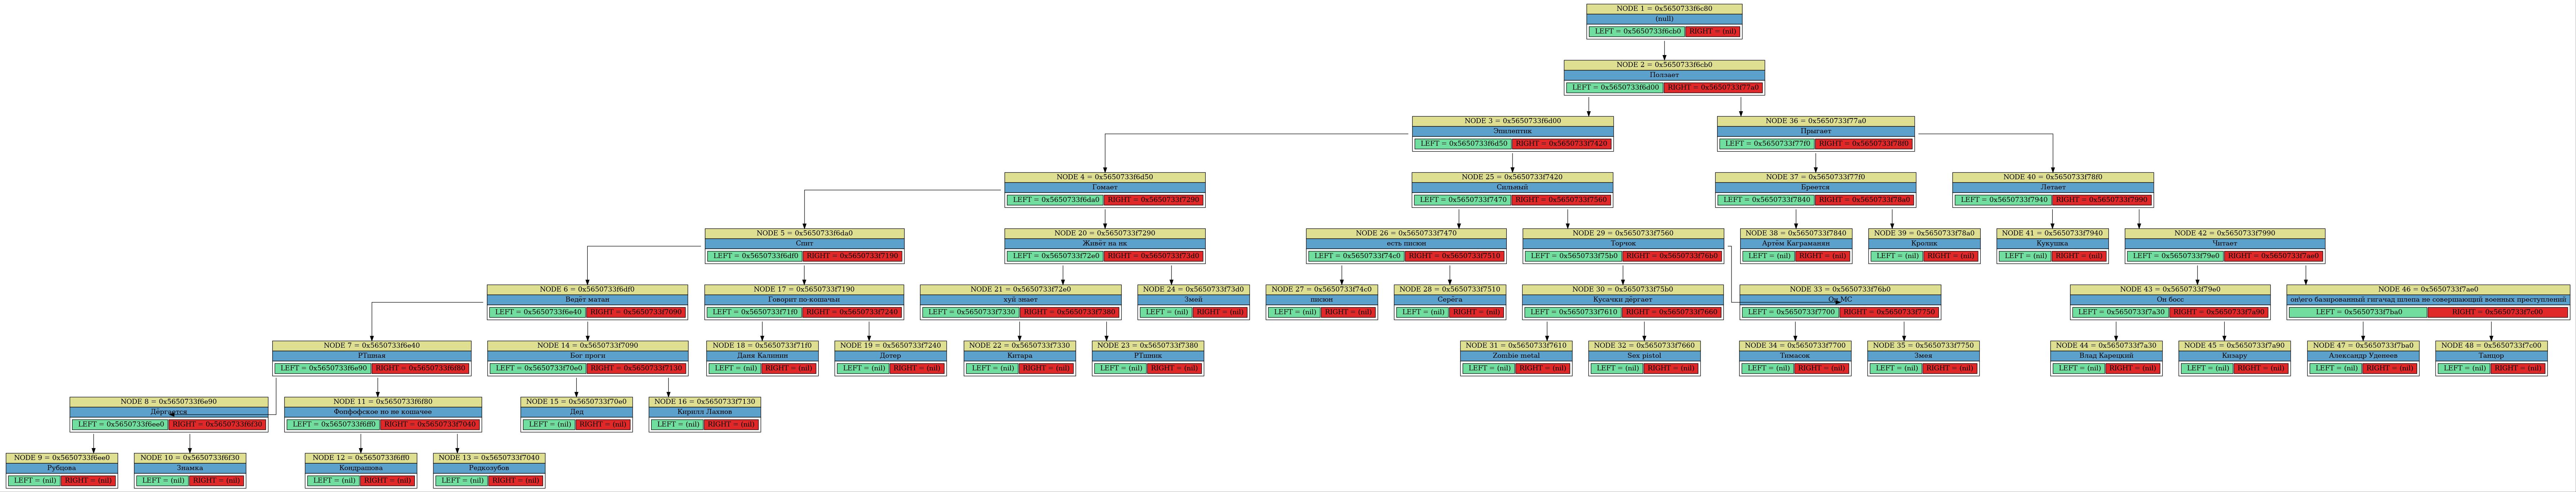 NODE 1 = 0x5650733f6c80
(null)
LEFT = 0x5650733f6cb0 RIGHT = (nil)
NODE 2 = 0x5650733f6cb0
Ползает
LEFT = 0x5650733f6d00 RIGHT = 0x5650733f77a0
NODE 3 = 0x5650733f6d00
Эпилептик
LEFT = 0x5650733f6d50 RIGHT = 0x5650733f7420
NODE 36 = 0x5650733f77a0
Прыгает
LEFT = 0x5650733f77f0 RIGHT = 0x5650733f78f0
NODE 4 = 0x5650733f6d50
Гомает
LEFT = 0x5650733f6da0 RIGHT = 0x5650733f7290
NODE 25 = 0x5650733f7420
Сильный
LEFT = 0x5650733f7470 RIGHT = 0x5650733f7560
NODE 37 = 0x5650733f77f0
Бреется
LEFT = 0x5650733f7840 RIGHT = 0x5650733f78a0
NODE 40 = 0x5650733f78f0
Летает
LEFT = 0x5650733f7940 RIGHT = 0x5650733f7990
NODE 5 = 0x5650733f6da0
Спит
LEFT = 0x5650733f6df0 RIGHT = 0x5650733f7190
NODE 20 = 0x5650733f7290
Живёт на нк
LEFT = 0x5650733f72e0 RIGHT = 0x5650733f73d0
NODE 26 = 0x5650733f7470
есть писюн
LEFT = 0x5650733f74c0 RIGHT = 0x5650733f7510
NODE 29 = 0x5650733f7560
Торчок
LEFT = 0x5650733f75b0 RIGHT = 0x5650733f76b0
NODE 38 = 0x5650733f7840
Артём Каграманян
LEFT = (nil) RIGHT = (nil)
NODE 39 = 0x5650733f78a0
Кролик
LEFT = (nil) RIGHT = (nil)
NODE 41 = 0x5650733f7940
Кукушка
LEFT = (nil) RIGHT = (nil)
NODE 42 = 0x5650733f7990
Читает
LEFT = 0x5650733f79e0 RIGHT = 0x5650733f7ae0
NODE 6 = 0x5650733f6df0
Ведёт матан
LEFT = 0x5650733f6e40 RIGHT = 0x5650733f7090
NODE 17 = 0x5650733f7190
Говорит по-кошачьи
LEFT = 0x5650733f71f0 RIGHT = 0x5650733f7240
NODE 21 = 0x5650733f72e0
хуй знает
LEFT = 0x5650733f7330 RIGHT = 0x5650733f7380
NODE 24 = 0x5650733f73d0
Змей
LEFT = (nil) RIGHT = (nil)
NODE 27 = 0x5650733f74c0
писюн
LEFT = (nil) RIGHT = (nil)
NODE 28 = 0x5650733f7510
Серёга
LEFT = (nil) RIGHT = (nil)
NODE 30 = 0x5650733f75b0
Кусачки дёргает
LEFT = 0x5650733f7610 RIGHT = 0x5650733f7660
NODE 33 = 0x5650733f76b0
Он МС
LEFT = 0x5650733f7700 RIGHT = 0x5650733f7750
NODE 43 = 0x5650733f79e0
Он босс
LEFT = 0x5650733f7a30 RIGHT = 0x5650733f7a90
NODE 46 = 0x5650733f7ae0
он\его базированный гигачад шлепа не совершающий военных преступлений
LEFT = 0x5650733f7ba0 RIGHT = 0x5650733f7c00
NODE 7 = 0x5650733f6e40
РТшная
LEFT = 0x5650733f6e90 RIGHT = 0x5650733f6f80
NODE 14 = 0x5650733f7090
Бог проги
LEFT = 0x5650733f70e0 RIGHT = 0x5650733f7130
NODE 18 = 0x5650733f71f0
Даня Калинин
LEFT = (nil) RIGHT = (nil)
NODE 19 = 0x5650733f7240
Дотер
LEFT = (nil) RIGHT = (nil)
NODE 22 = 0x5650733f7330
Китара
LEFT = (nil) RIGHT = (nil)
NODE 23 = 0x5650733f7380
РТшник
LEFT = (nil) RIGHT = (nil)
NODE 31 = 0x5650733f7610
Zombie metal
LEFT = (nil) RIGHT = (nil)
NODE 32 = 0x5650733f7660
Sex pistol
LEFT = (nil) RIGHT = (nil)
NODE 34 = 0x5650733f7700
Тимасок
LEFT = (nil) RIGHT = (nil)
NODE 35 = 0x5650733f7750
Змея
LEFT = (nil) RIGHT = (nil)
NODE 44 = 0x5650733f7a30
Влад Карецкий
LEFT = (nil) RIGHT = (nil)
NODE 45 = 0x5650733f7a90
Кизару
LEFT = (nil) RIGHT = (nil)
NODE 47 = 0x5650733f7ba0
Александр Уденеев
LEFT = (nil) RIGHT = (nil)
NODE 48 = 0x5650733f7c00
Танцор
LEFT = (nil) RIGHT = (nil)
NODE 8 = 0x5650733f6e90
Дёргается
LEFT = 0x5650733f6ee0 RIGHT = 0x5650733f6f30
NODE 11 = 0x5650733f6f80
Фопфофское но не кошачее
LEFT = 0x5650733f6ff0 RIGHT = 0x5650733f7040
NODE 15 = 0x5650733f70e0
Дед
LEFT = (nil) RIGHT = (nil)
NODE 16 = 0x5650733f7130
Кирилл Лахнов
LEFT = (nil) RIGHT = (nil)
NODE 9 = 0x5650733f6ee0
Рубцова
LEFT = (nil) RIGHT = (nil)
NODE 10 = 0x5650733f6f30
Знамка
LEFT = (nil) RIGHT = (nil)
NODE 12 = 0x5650733f6ff0
Кондрашова
LEFT = (nil) RIGHT = (nil)
NODE 13 = 0x5650733f7040
Редкозубов
LEFT = (nil) RIGHT = (nil)